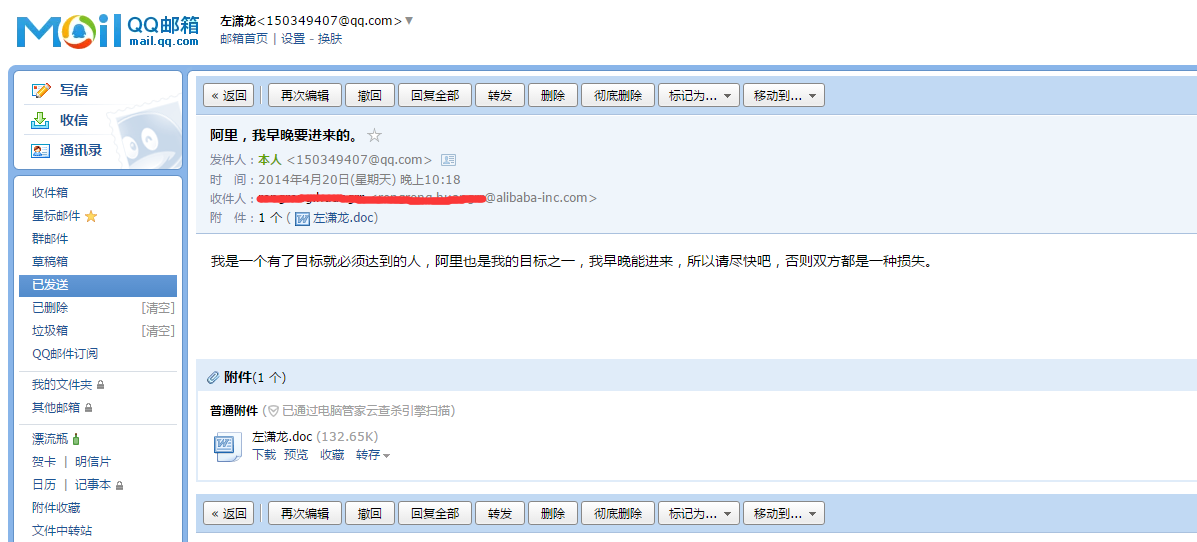 Mail QQ邮箱
mail.qq.com
左潇龙<150349407@qq.com>
邮箱首页 | 设置 - 换肤
写信
收信
通讯录
收件箱
星标邮件
群邮件
草稿箱
已发送
已删除 [清空]
垃圾箱 [清空]
QQ邮件订阅
我的文件夹
其他邮箱
漂流瓶
贺卡 | 明信片
日历 | 记事本
附件收藏
文件中转站
« 返回 再次编辑 撤回 回复全部 转发 删除 彻底删除 标记为... 移动到...
阿里，我早晚要进来的。
发件人：本人 <150349407@qq.com>
时 间：2014年4月20日(星期天) 晚上10:18
收件人： @alibaba-inc.com>
附 件：1 个 ( 左潇龙.doc)
我是一个有了目标就必须达到的人，阿里也是我的目标之一，我早晚能进来，所以请尽快吧，否则双方都是一种损失。
附件(1 个)
普通附件 (已通过电脑管家云查杀引擎扫描)
左潇龙.doc (132.65K)
下载 预览 收藏 转存
« 返回 再次编辑 撤回 回复全部 转发 删除 彻底删除 标记为... 移动到...